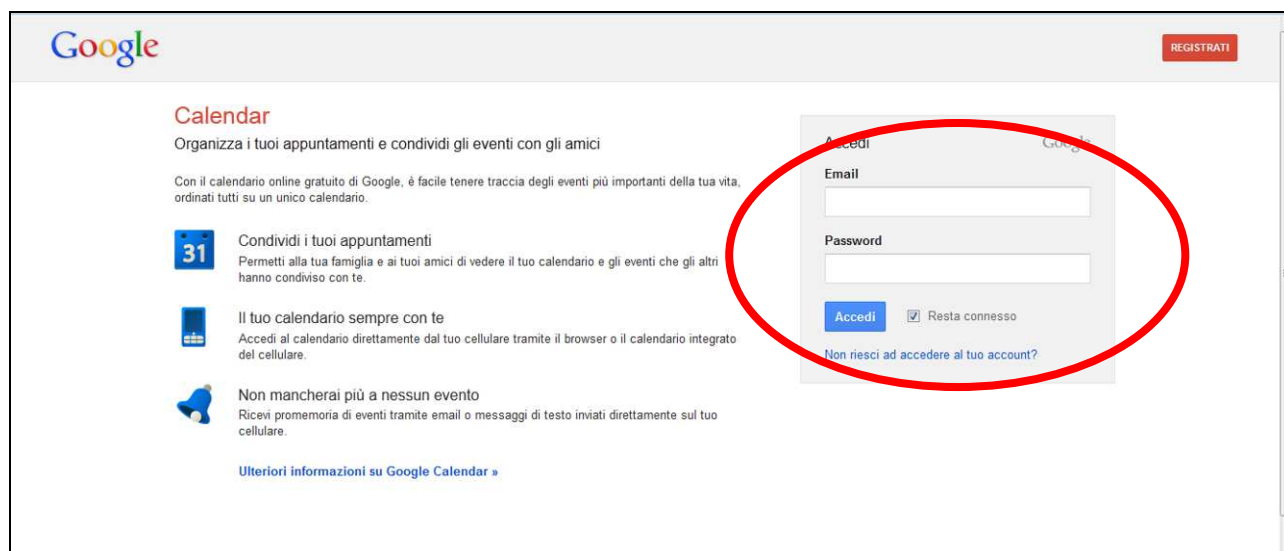 Google
REGISTRATI
Calendar
Organizza i tuoi appuntamenti e condividi gli eventi con gli amici
Con il calendario online gratuito di Google, è facile tenere traccia degli eventi più importanti della tua vita,
ordinati tutti su un unico calendario.
31
Condividi i tuoi appuntamenti
Permetti alla tua famiglia e ai tuoi amici di vedere il tuo calendario e gli eventi che gli altri
hanno condiviso con te.
Il tuo calendario sempre con te
Accedi al calendario direttamente dal tuo cellulare tramite il browser o il calendario integrato
del cellulare.
Non mancherai più a nessun evento
Ricevi promemoria di eventi tramite email o messaggi di testo inviati direttamente sul tuo
cellulare.
Ulteriori informazioni su Google Calendar »
Accedi Google
Email
Password
Accedi Resta connesso
Non riesci ad accedere al tuo account?